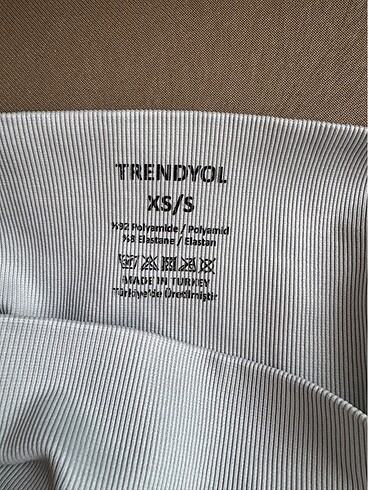 TRENDYOL
XS/S
%92 Polyamide / Polyamid
%8 Elastane / Elastan
MADE IN TURKEY
Türkiye'de Üretilmiştir